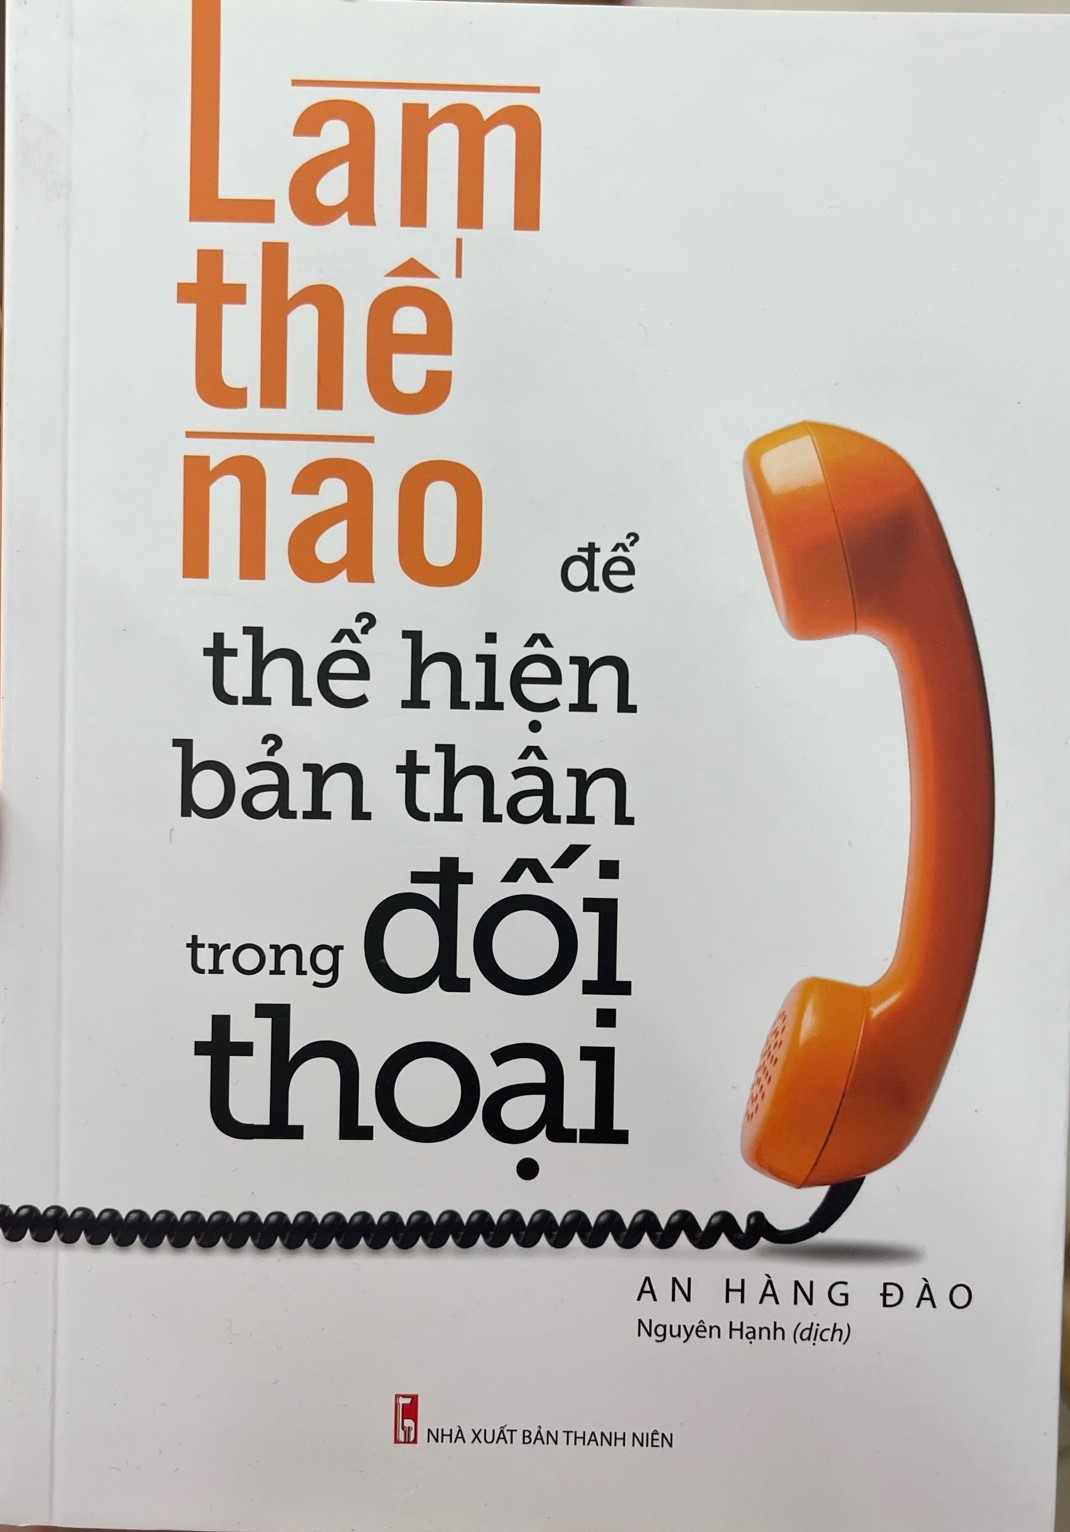 Làm
thế
nào để
thể hiện
bản thân
trong đối
thoại
AN HÀNG ĐÀO
Nguyên Hạnh (dịch)
NHÀ XUẤT BẢN THANH NIÊN